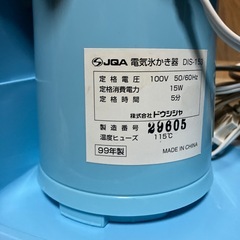 JQA 電気氷かき器 DIS-153
定格電圧 100V 50/60Hz
定格消費電力 15W
定格時間 5分
株式会社ドウシシャ
製造番号 29605
温度ヒューズ 115℃
99年製 MADE IN CHINA